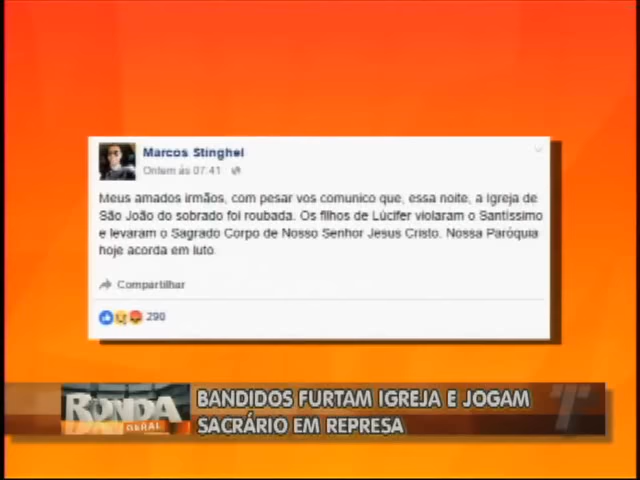 Marcos Stinghel
Ontem às 07:41
Meus amados irmãos, com pesar vos comunico que, essa noite, a Igreja de
São João do sobrado foi roubada. Os filhos de Lúcifer violaram o Santíssimo
e levaram o Sagrado Corpo de Nosso Senhor Jesus Cristo. Nossa Paróquia
hoje acorda em luto.
Compartilhar
290
RONDA
GERAL
BANDIDOS FURTAM IGREJA E JOGAM
SACRÁRIO EM REPRESA